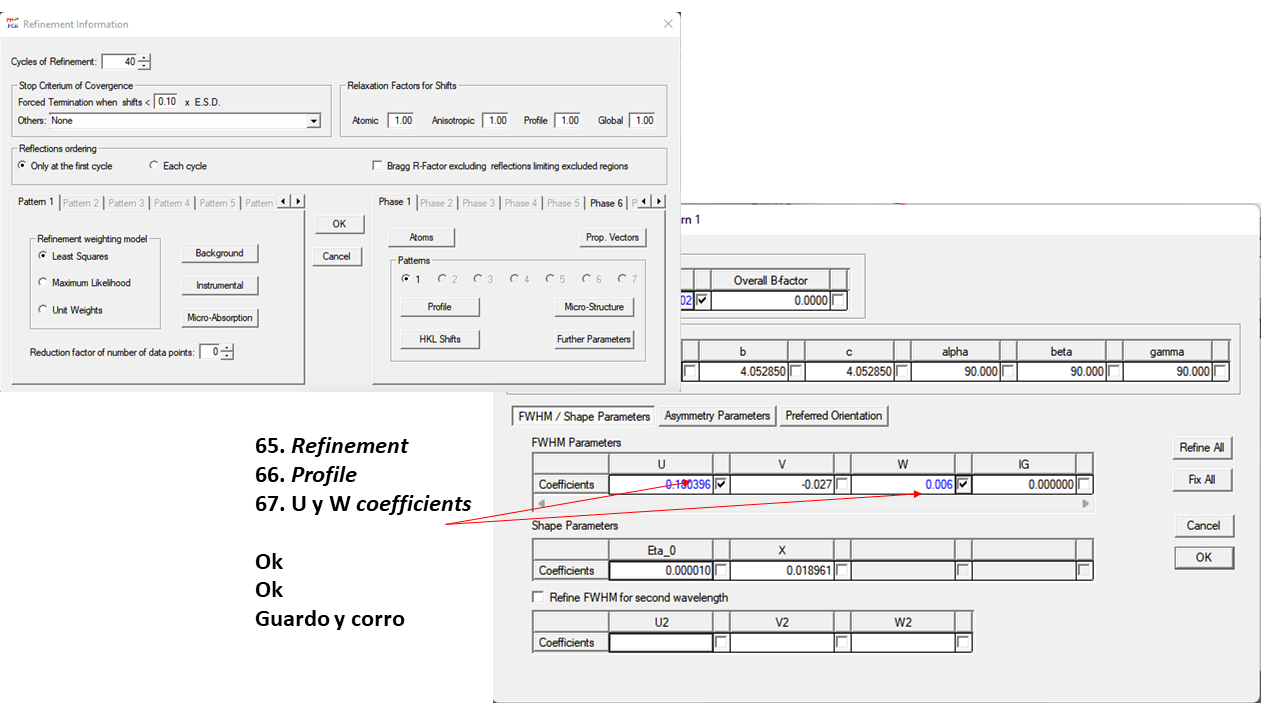 Refinement Information
Cycles of Refinement: 40
Stop Criterium of Covergence
Forced Termination when shifts < 0.10 x E.S.D.
Others: None
Relaxation Factors for Shifts
Atomic 1.00 Anisotropic 1.00 Profile 1.00 Global 1.00
Reflections ordering
Only at the first cycle Each cycle Bragg R-Factor excluding reflections limiting excluded regions
Pattern 1 Pattern 2 Pattern 3 Pattern 4 Pattern 5 Pattern
Refinement weighting model
Least Squares
Maximum Likelihood
Unit Weights
Background
Instrumental
Micro-Absorption
Reduction factor of number of data points: 0
OK
Cancel
Phase 1 Phase 2 Phase 3 Phase 4 Phase 5 Phase 6 P
Atoms Prop. Vectors
Patterns
1 2 3 4 5 6 7
Profile Micro-Structure
HKL Shifts Further Parameters
rn 1
Overall B-factor
02 0.0000
b c alpha beta gamma
4.052850 4.052850 90.000 90.000 90.000
FWHM / Shape Parameters Asymmetry Parameters Preferred Orientation
FWHM Parameters
U V W IG
Coefficients 0.180396 -0.027 0.006 0.000000
Shape Parameters
Eta_0 X
Coefficients 0.000010 0.018961
Refine FWHM for second wavelength
U2 V2 W2
Coefficients
Refine All
Fix All
Cancel
OK
65. Refinement
66. Profile
67. U y W coefficients
Ok
Ok
Guardo y corro